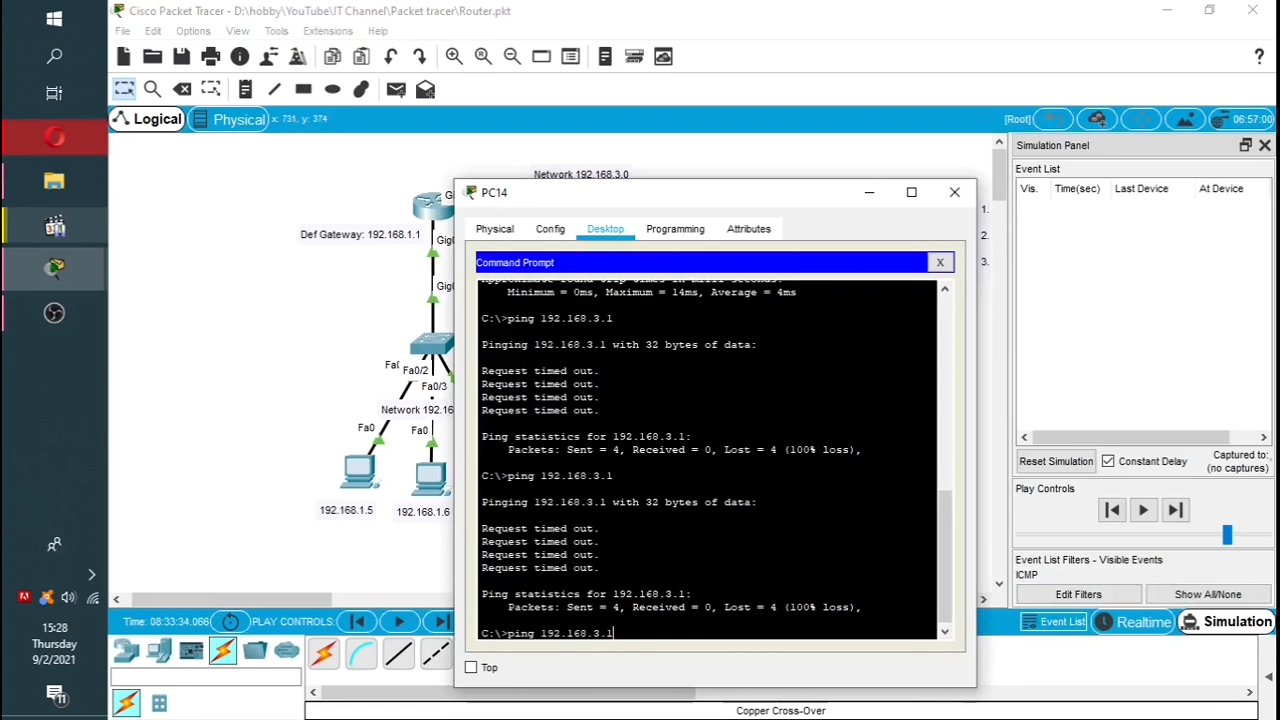 Cisco Packet Tracer - D:\hobby\YouTube\IT Channel\Packet tracer\Router.pkt
File Edit Options View Tools Extensions Help
Logical Physical x: 731, y: 374 [Root] 06:57:00
Simulation Panel
Event List
Vis. Time(sec) Last Device At Device
Network 192.168.3.0
Def Gateway: 192.168.1.1
Gig0
Gig0
Fa0/2
Fa0/3
Network 192.16
Fa0 Fa0
192.168.1.5 192.168.1.6
1.
2.
3.
PC14
Physical Config Desktop Programming Attributes
Command Prompt X
Minimum = 0ms, Maximum = 14ms, Average = 4ms
C:\>ping 192.168.3.1
Pinging 192.168.3.1 with 32 bytes of data:
Request timed out.
Request timed out.
Request timed out.
Request timed out.
Ping statistics for 192.168.3.1:
Packets: Sent = 4, Received = 0, Lost = 4 (100% loss),
C:\>ping 192.168.3.1
Pinging 192.168.3.1 with 32 bytes of data:
Request timed out.
Request timed out.
Request timed out.
Request timed out.
Ping statistics for 192.168.3.1:
Packets: Sent = 4, Received = 0, Lost = 4 (100% loss),
C:\>ping 192.168.3.1
Top
Reset Simulation Constant Delay Captured to:
(no captures)
Play Controls
Event List Filters - Visible Events
ICMP
Edit Filters Show All/None
Time: 08:33:34.066 PLAY CONTROLS: Event List Realtime Simulation
Copper Cross-Over
15:28
Thursday
9/2/2021
11